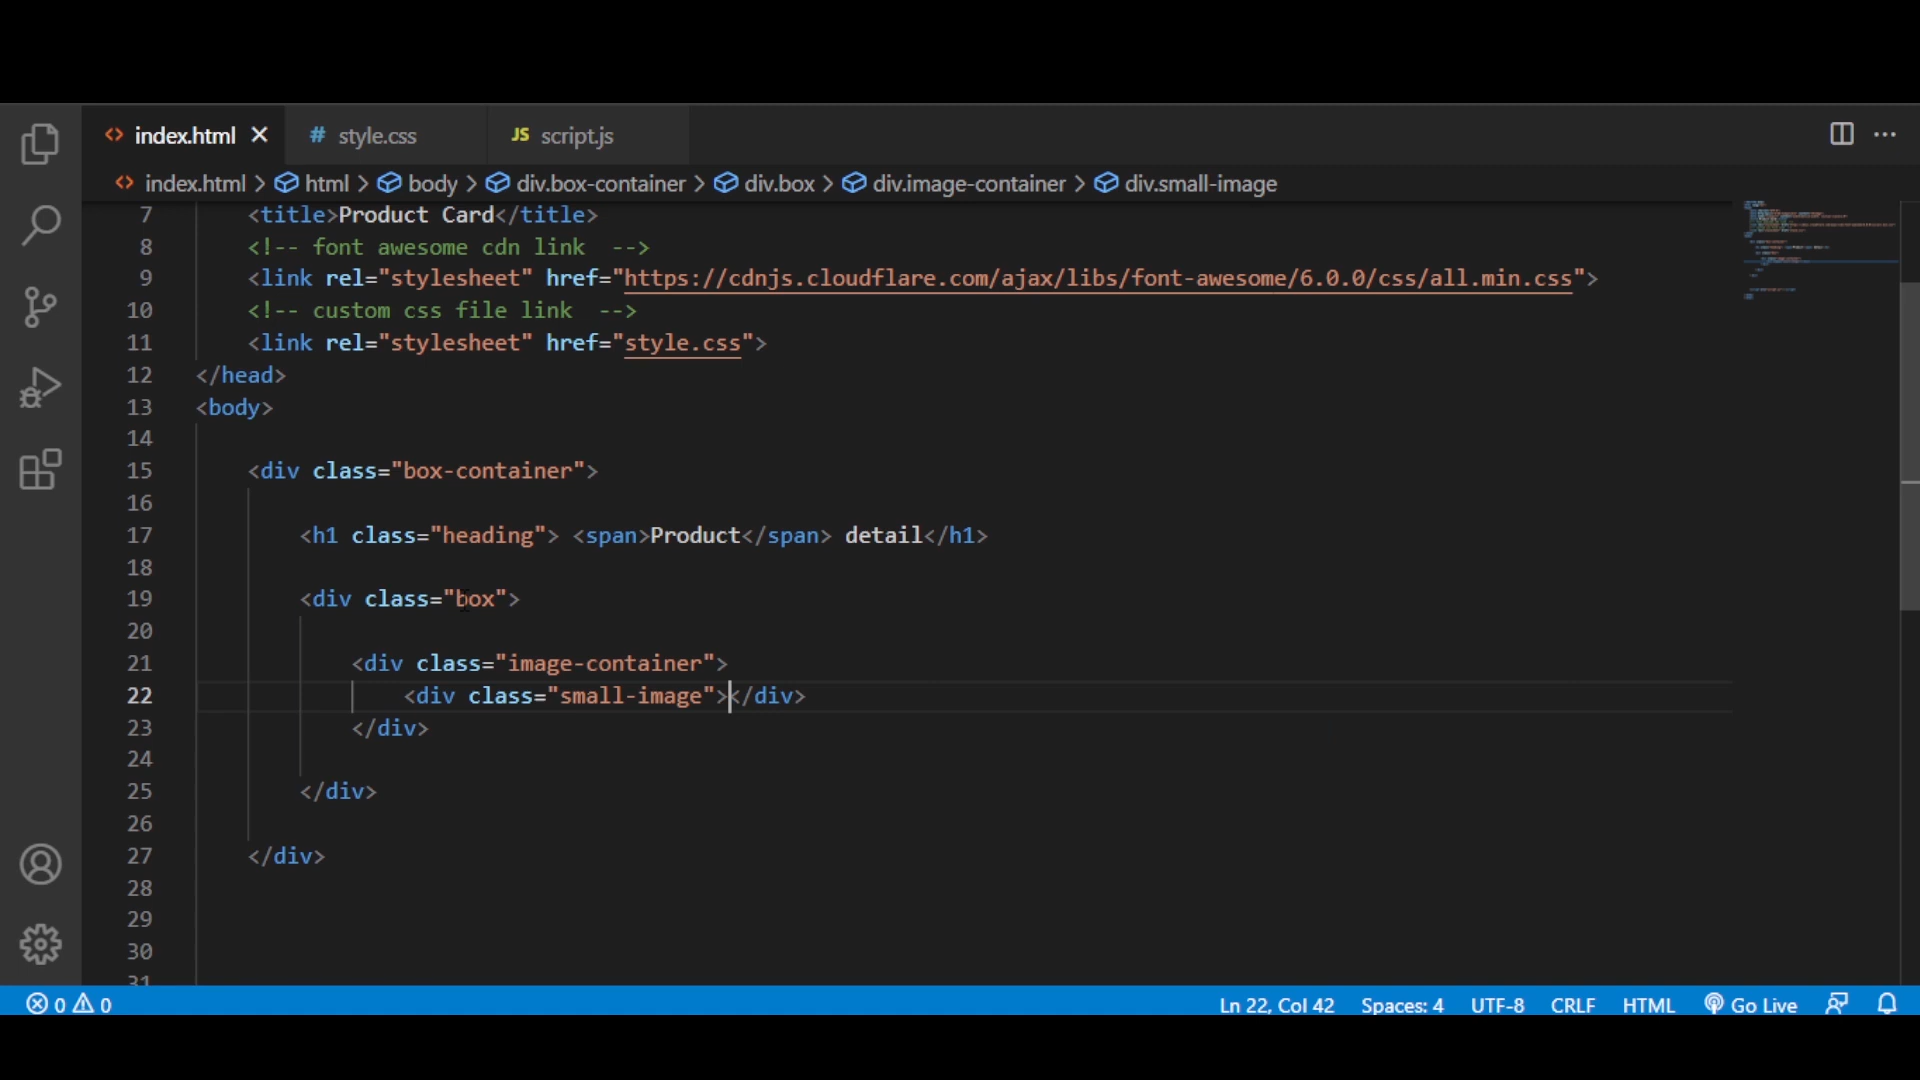 index.html style.css JS script.js
index.html > html > body > div.box-container > div.box > div.image-container > div.small-image
7 <title>Product Card</title>
8 <!-- font awesome cdn link  -->
9 <link rel="stylesheet" href="https://cdnjs.cloudflare.com/ajax/libs/font-awesome/6.0.0/css/all.min.css">
10 <!-- custom css file link  -->
11 <link rel="stylesheet" href="style.css">
12 </head>
13 <body>
14
15 <div class="box-container">
16
17 <h1 class="heading"> <span>Product</span> detail</h1>
18
19 <div class="box">
20
21 <div class="image-container">
22 <div class="small-image"></div>
23 </div>
24
25 </div>
26
27 </div>
28
29
30
31
0 0 Ln 22, Col 42 Spaces: 4 UTF-8 CRLF HTML Go Live